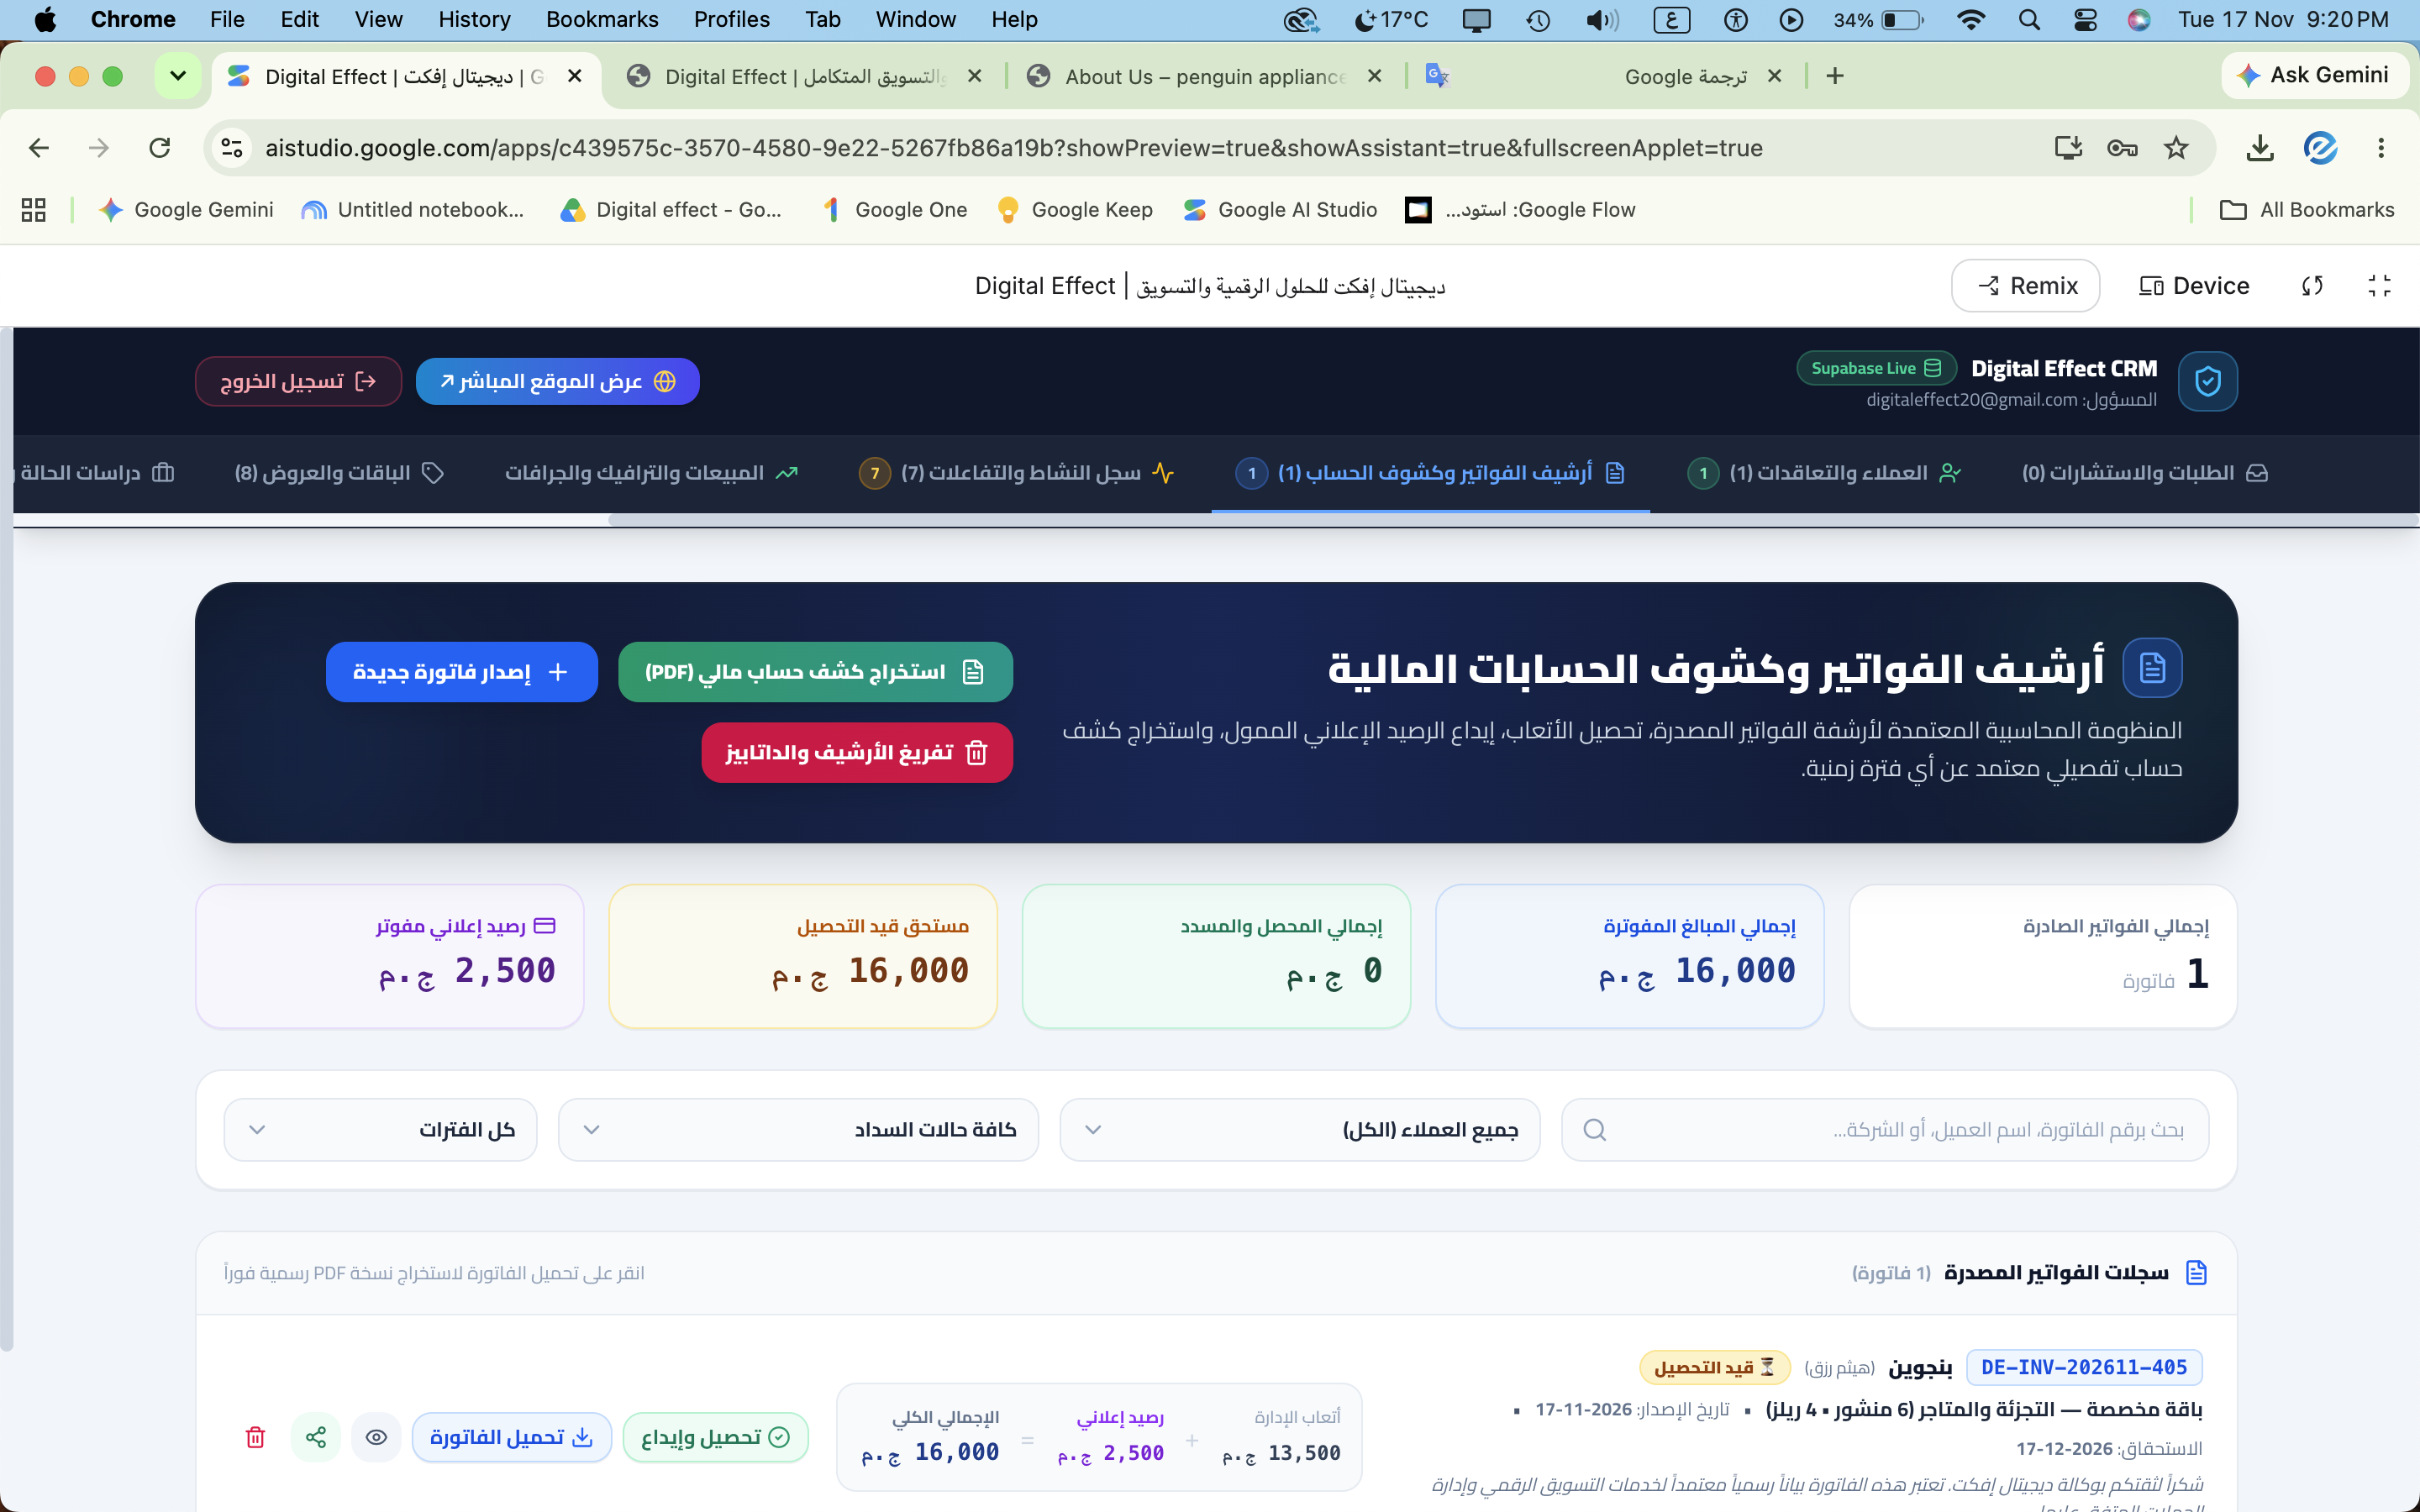 Chrome File Edit View History Bookmarks Profiles Tab Window Help 17°C ع 34% Tue 17 Nov 9:20 PM
Digital Effect | ديجيتال إفكت | G
Digital Effect | والتسويق المتكامل
About Us – penguin appliance
ترجمة Google
Ask Gemini
aistudio.google.com/apps/c439575c-3570-4580-9e22-5267fb86a19b?showPreview=true&showAssistant=true&fullscreenApplet=true
Google Gemini Untitled notebook... Digital effect - Go... Google One Google Keep Google AI Studio Google Flow: استود... All Bookmarks
ديجيتال إفكت للحلول الرقمية والتسويق | Digital Effect
Remix Device
Digital Effect CRM Supabase Live
المسؤول: digitaleffect20@gmail.com
عرض الموقع المباشر ↗
تسجيل الخروج
الطلبات والاستشارات (0)
العملاء والتعاقدات (1) 1
أرشيف الفواتير وكشوف الحساب (1) 1
سجل النشاط والتفاعلات (7) 7
المبيعات والترافيك والجرافات
الباقات والعروض (8)
دراسات الحالة
أرشيف الفواتير وكشوف الحسابات المالية
المنظومة المحاسبية المعتمدة لأرشفة الفواتير المصدرة، تحصيل الأتعاب، إيداع الرصيد الإعلاني الممول، واستخراج كشف
حساب تفصيلي معتمد عن أي فترة زمنية.
استخراج كشف حساب مالي (PDF)
إصدار فاتورة جديدة
تفريغ الأرشيف والداتابيز
إجمالي الفواتير الصادرة
1 فاتورة
إجمالي المبالغ المفوترة
16,000 ج.م
إجمالي المحصل والمسدد
0 ج.م
مستحق قيد التحصيل
16,000 ج.م
رصيد إعلاني مفوتر
2,500 ج.م
بحث برقم الفاتورة، اسم العميل، أو الشركة...
جميع العملاء (الكل)
كافة حالات السداد
كل الفترات
سجلات الفواتير المصدرة (1 فاتورة)
انقر على تحميل الفاتورة لاستخراج نسخة PDF رسمية فوراً
DE-INV-202611-405 بنجوين (هيثم رزق) ⏳ قيد التحصيل
باقة مخصصة — التجزئة والمتاجر (6 منشور • 4 ريلز) ▪ تاريخ الإصدار: 2026-11-17 ▪
الاستحقاق: 2026-12-17
شكراً لثقتكم بوكالة ديجيتال إفكت. تعتبر هذه الفاتورة بياناً رسمياً معتمداً لخدمات التسويق الرقمي وإدارة
أتعاب الإدارة
13,500 ج.م
+
رصيد إعلاني
2,500 ج.م
=
الإجمالي الكلي
16,000 ج.م
تحصيل وإيداع
تحميل الفاتورة